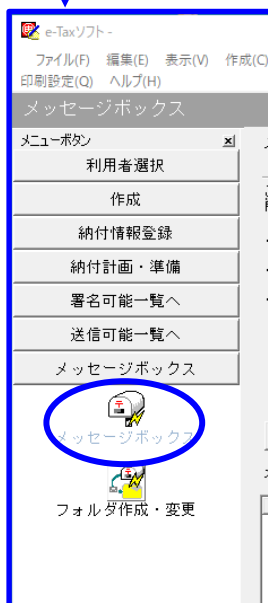 e-Taxソフト -
ファイル(F) 編集(E) 表示(V) 作成(C)
印刷設定(Q) ヘルプ(H)
メッセージボックス
メニューボタン
利用者選択
作成
納付情報登録
納付計画・準備
署名可能一覧へ
送信可能一覧へ
メッセージボックス
メッセージボックス
フォルダ作成・変更